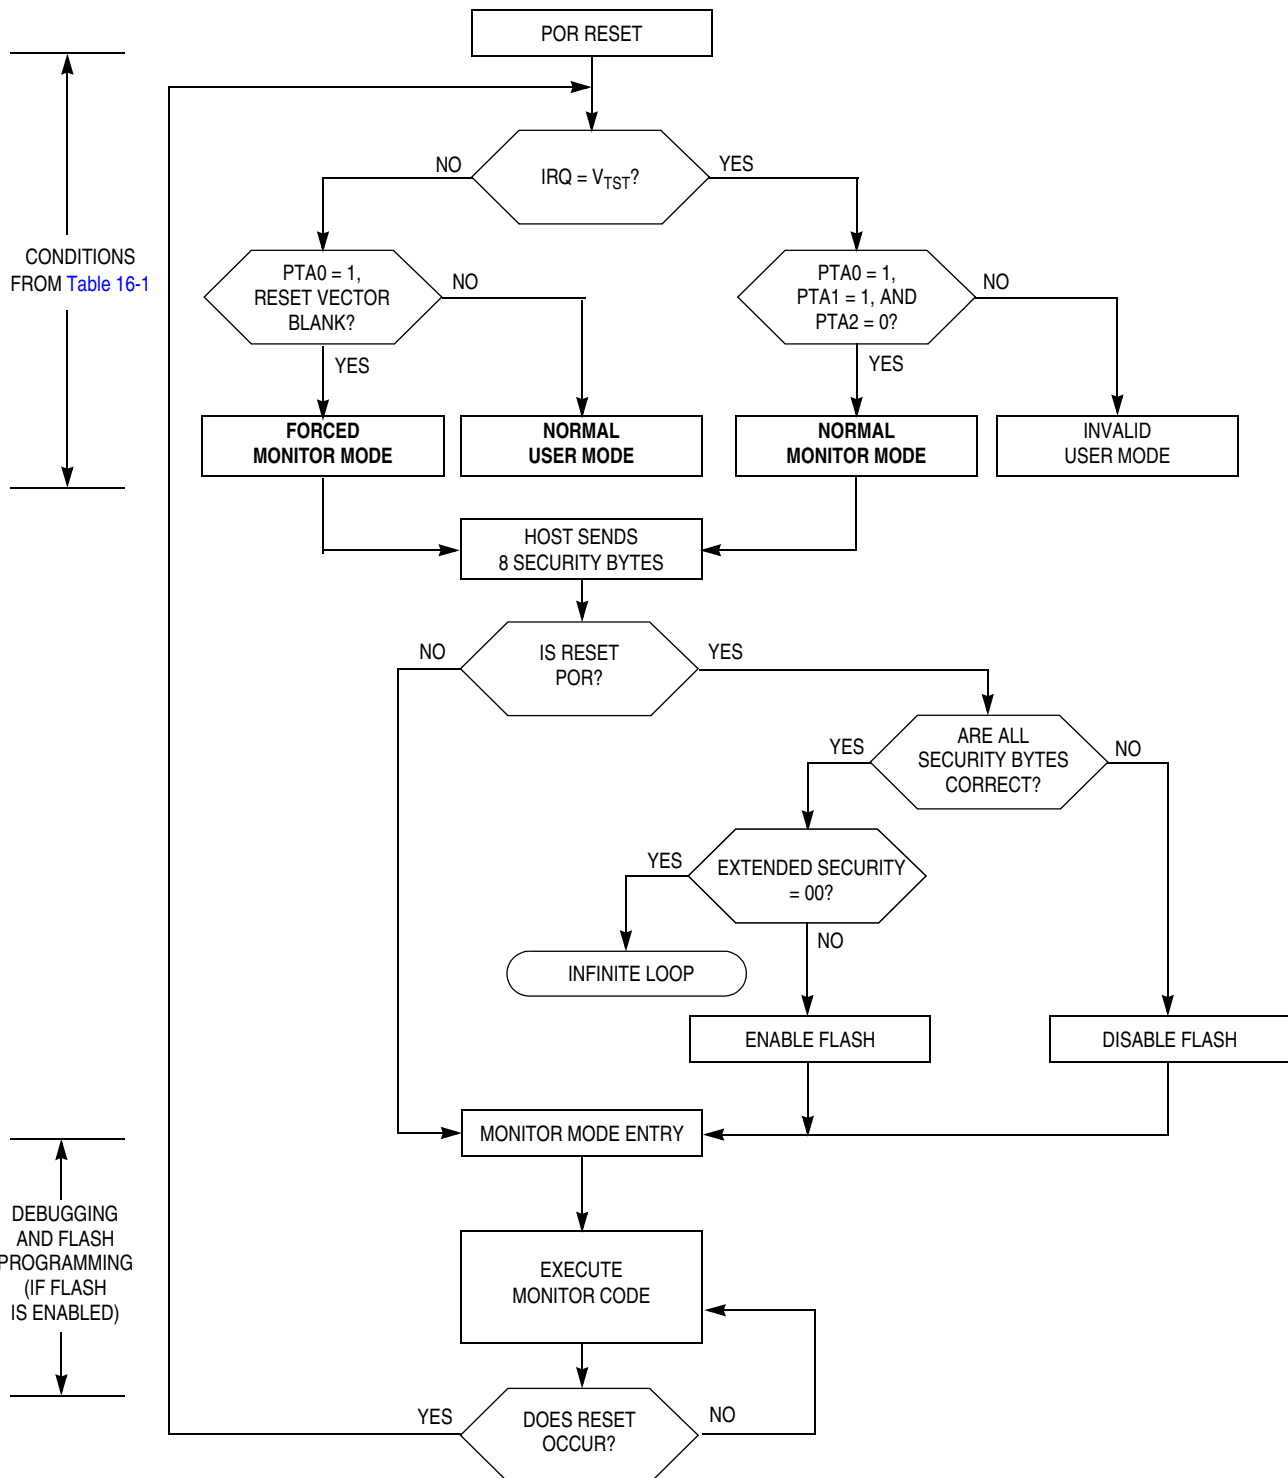 POR RESET
NO
IRQ = VTST?
YES
CONDITIONS
FROM Table 16-1
PTA0 = 1,
RESET VECTOR
BLANK?
NO
YES
PTA0 = 1,
PTA1 = 1, AND
PTA2 = 0?
NO
YES
FORCED
MONITOR MODE
NORMAL
USER MODE
NORMAL
MONITOR MODE
INVALID
USER MODE
HOST SENDS
8 SECURITY BYTES
NO
IS RESET
POR?
YES
YES
ARE ALL
SECURITY BYTES
CORRECT?
NO
YES
EXTENDED SECURITY
= 00?
NO
INFINITE LOOP
ENABLE FLASH
DISABLE FLASH
MONITOR MODE ENTRY
DEBUGGING
AND FLASH
PROGRAMMING
(IF FLASH
IS ENABLED)
EXECUTE
MONITOR CODE
YES
DOES RESET
OCCUR?
NO